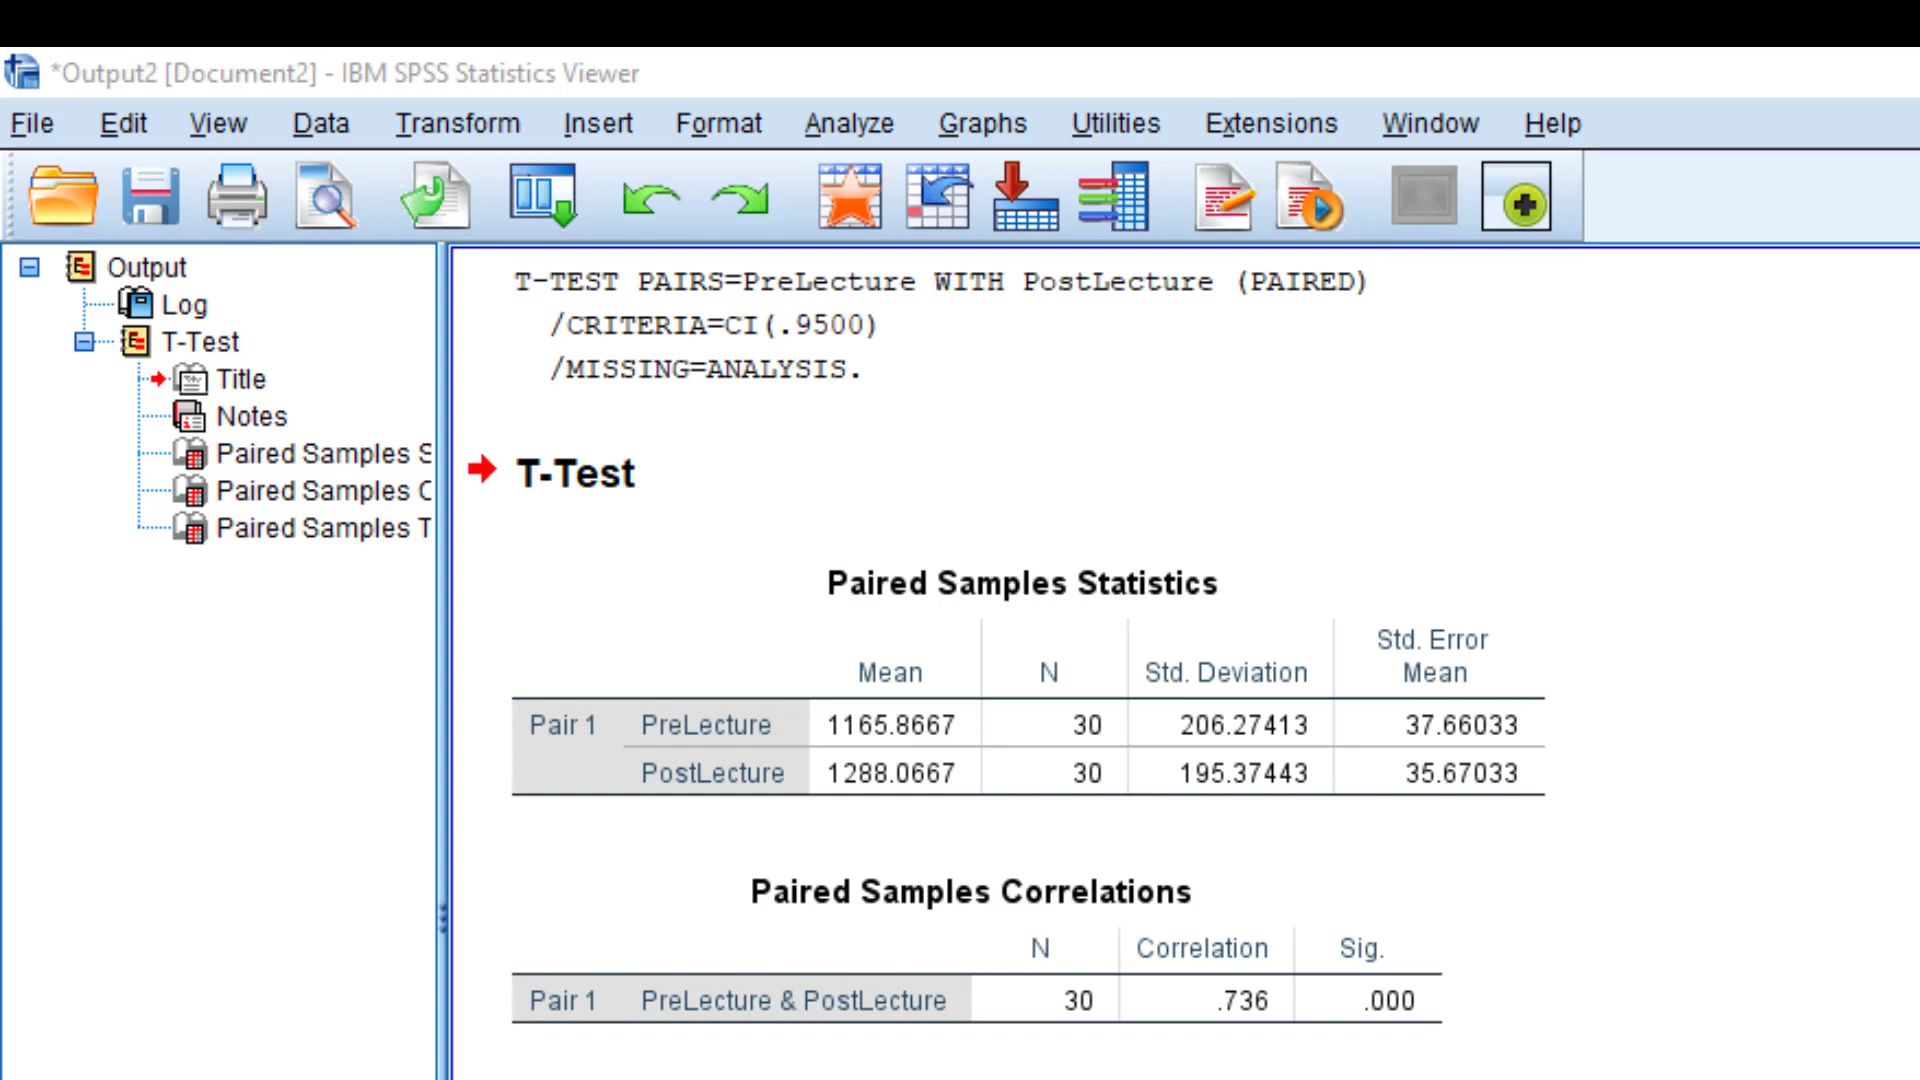 *Output2 [Document2] - IBM SPSS Statistics Viewer
File Edit View Data Transform Insert Format Analyze Graphs Utilities Extensions Window Help
Output
Log
T-Test
Title
Notes
Paired Samples S
Paired Samples C
Paired Samples T
T-TEST PAIRS=PreLecture WITH PostLecture (PAIRED)
/CRITERIA=CI(.9500)
/MISSING=ANALYSIS.
T-Test
Paired Samples Statistics
Mean N Std. Deviation Std. Error Mean
Pair 1 PreLecture 1165.8667 30 206.27413 37.66033
PostLecture 1288.0667 30 195.37443 35.67033
Paired Samples Correlations
N Correlation Sig.
Pair 1 PreLecture & PostLecture 30 .736 .000